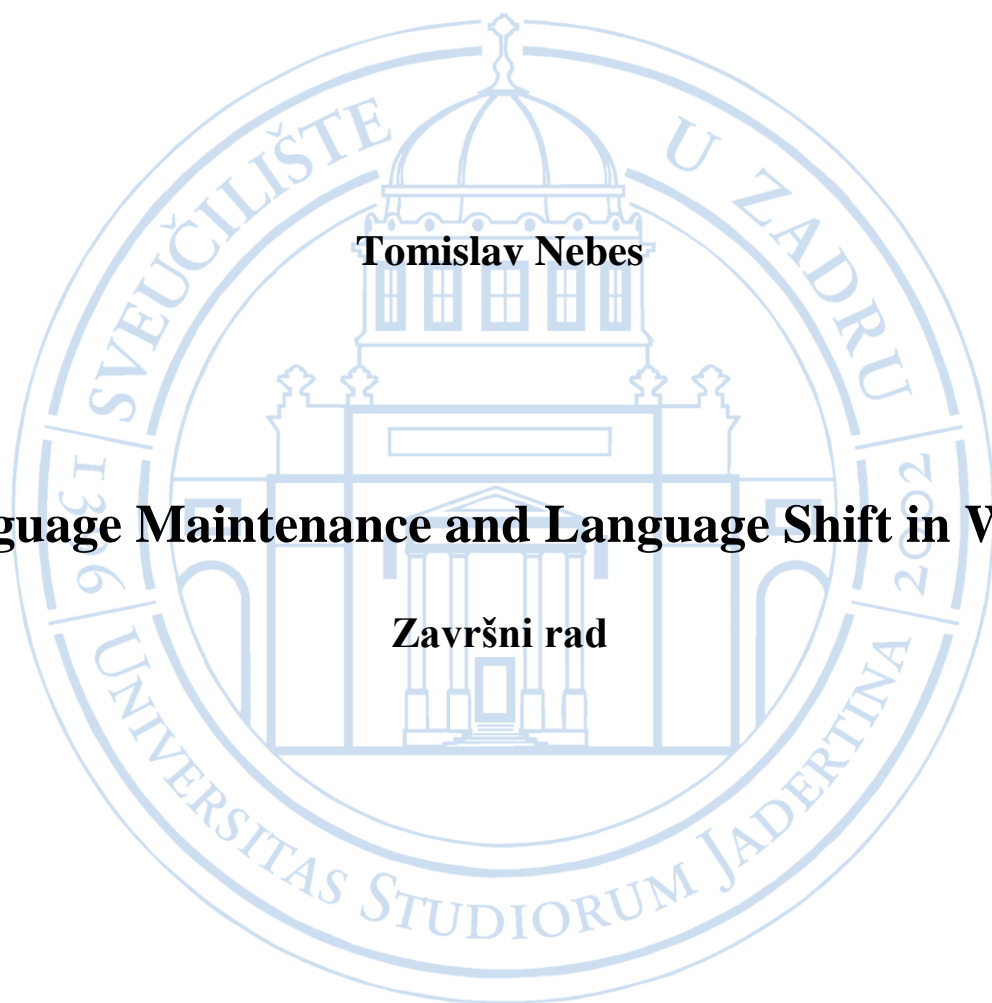 SVEUČILIŠTE U ZADRU
Tomislav Nebes
1396
2002
guage Maintenance and Language Shift in W
Završni rad
UNIVERSITAS STUDIORUM JADERTINA